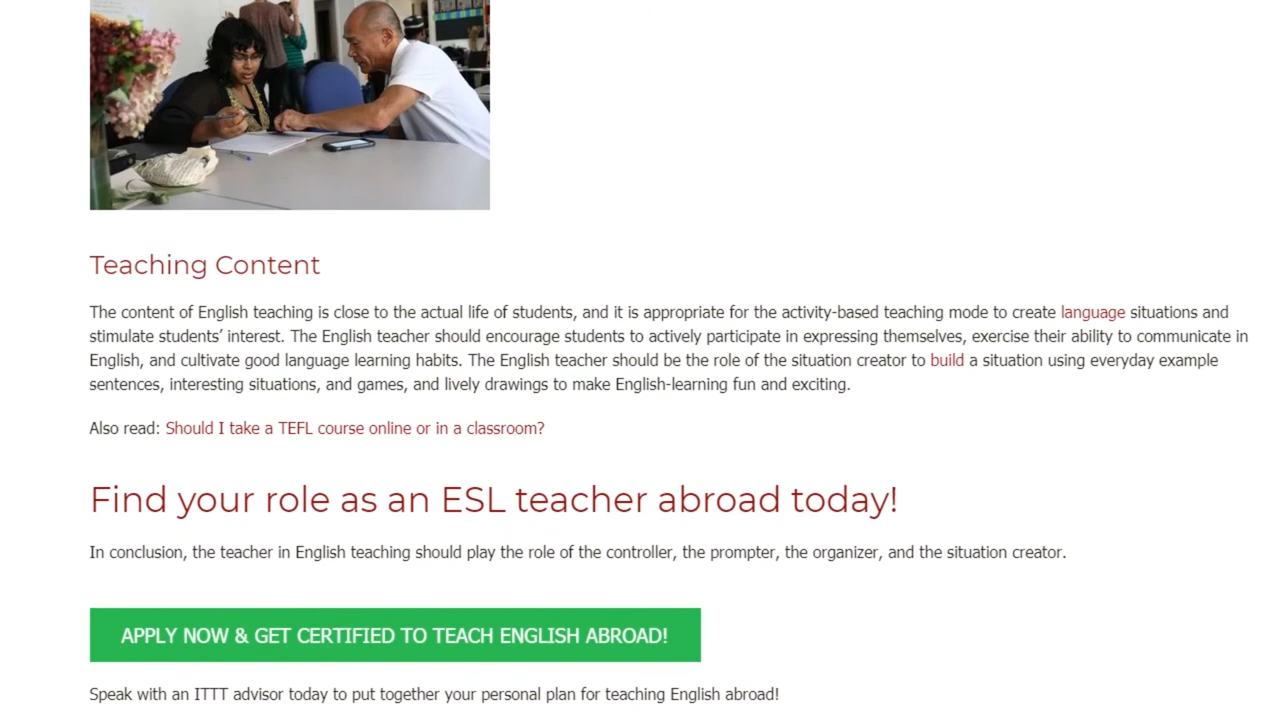 Teaching Content
The content of English teaching is close to the actual life of students, and it is appropriate for the activity-based teaching mode to create language situations and
stimulate students’ interest. The English teacher should encourage students to actively participate in expressing themselves, exercise their ability to communicate in
English, and cultivate good language learning habits. The English teacher should be the role of the situation creator to build a situation using everyday example
sentences, interesting situations, and games, and lively drawings to make English-learning fun and exciting.
Also read: Should I take a TEFL course online or in a classroom?
Find your role as an ESL teacher abroad today!
In conclusion, the teacher in English teaching should play the role of the controller, the prompter, the organizer, and the situation creator.
APPLY NOW & GET CERTIFIED TO TEACH ENGLISH ABROAD!
Speak with an ITTT advisor today to put together your personal plan for teaching English abroad!